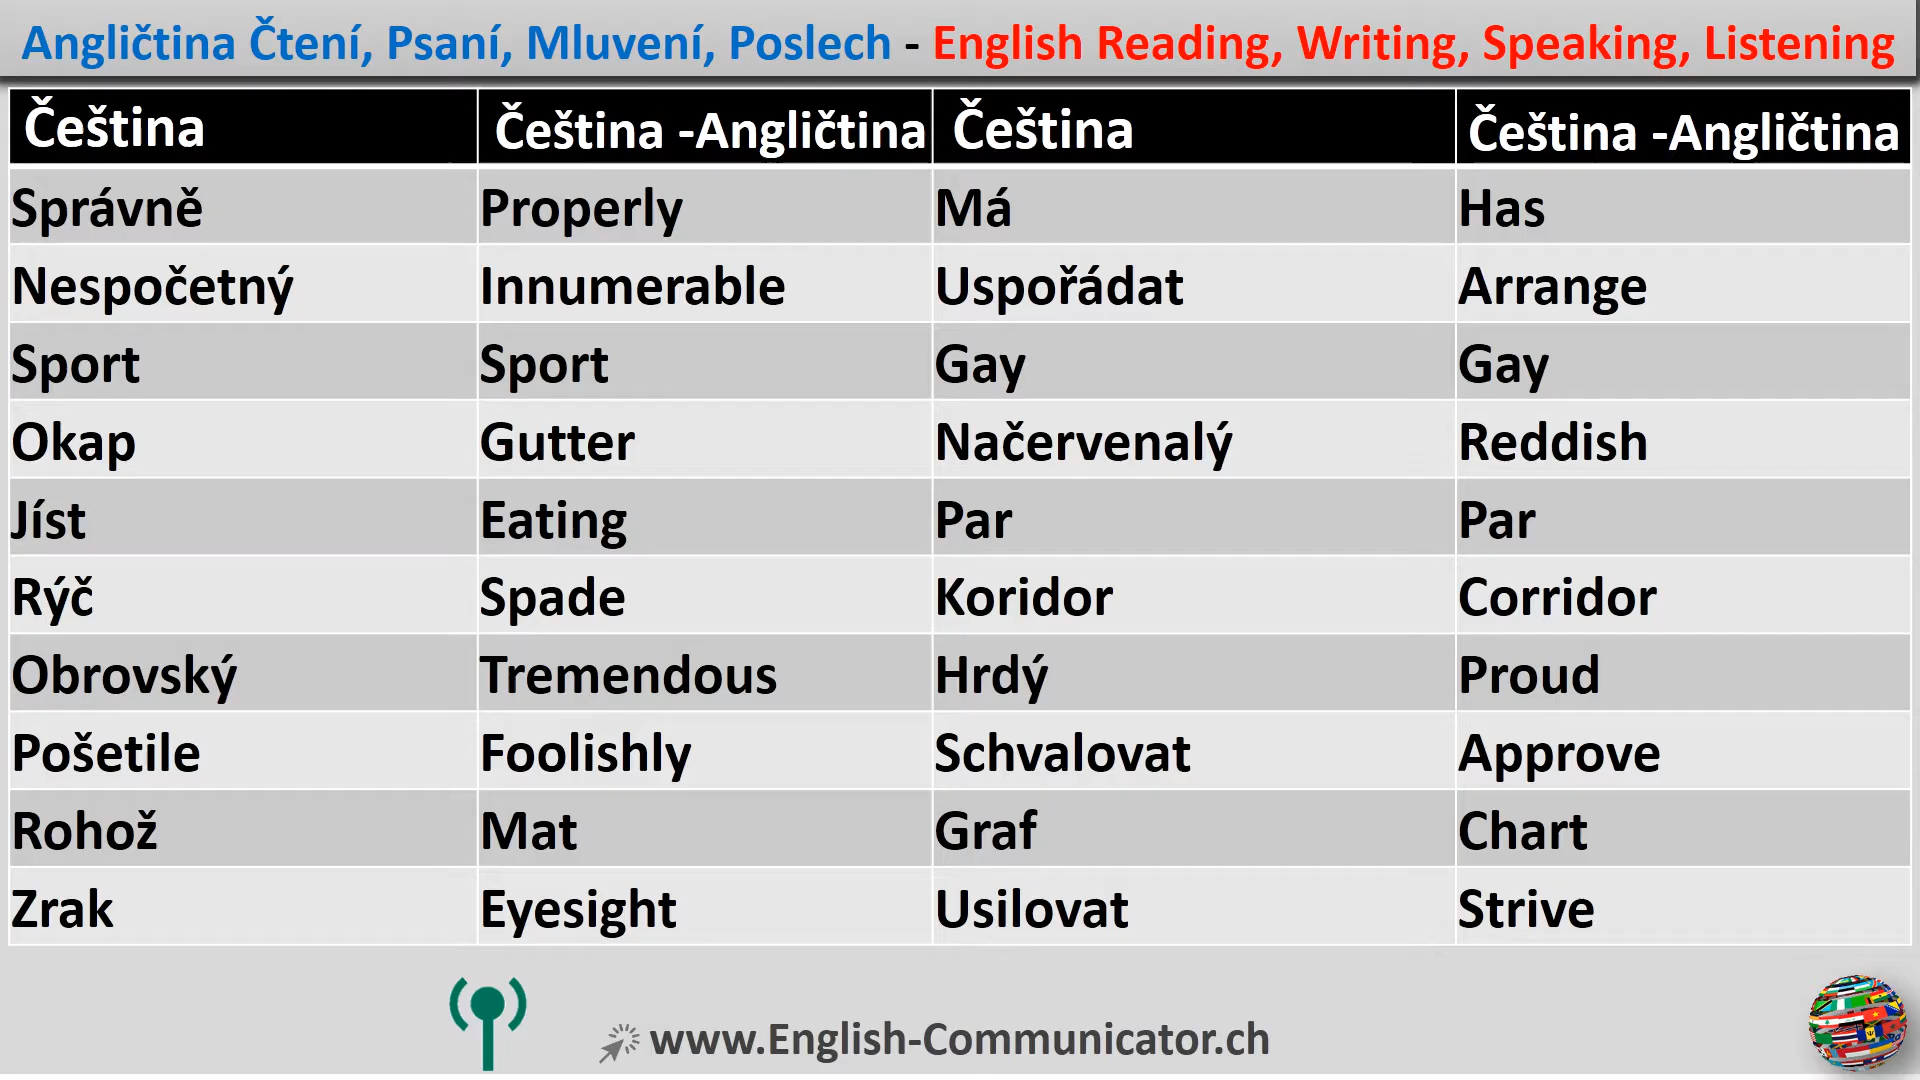 Angličtina Čtení, Psaní, Mluvení, Poslech - English Reading, Writing, Speaking, Listening
Čeština Čeština -Angličtina Čeština Čeština -Angličtina
Správně Properly Má Has
Nespočetný Innumerable Uspořádat Arrange
Sport Sport Gay Gay
Okap Gutter Načervenalý Reddish
Jíst Eating Par Par
Rýč Spade Koridor Corridor
Obrovský Tremendous Hrdý Proud
Pošetile Foolishly Schvalovat Approve
Rohož Mat Graf Chart
Zrak Eyesight Usilovat Strive
www.English-Communicator.ch